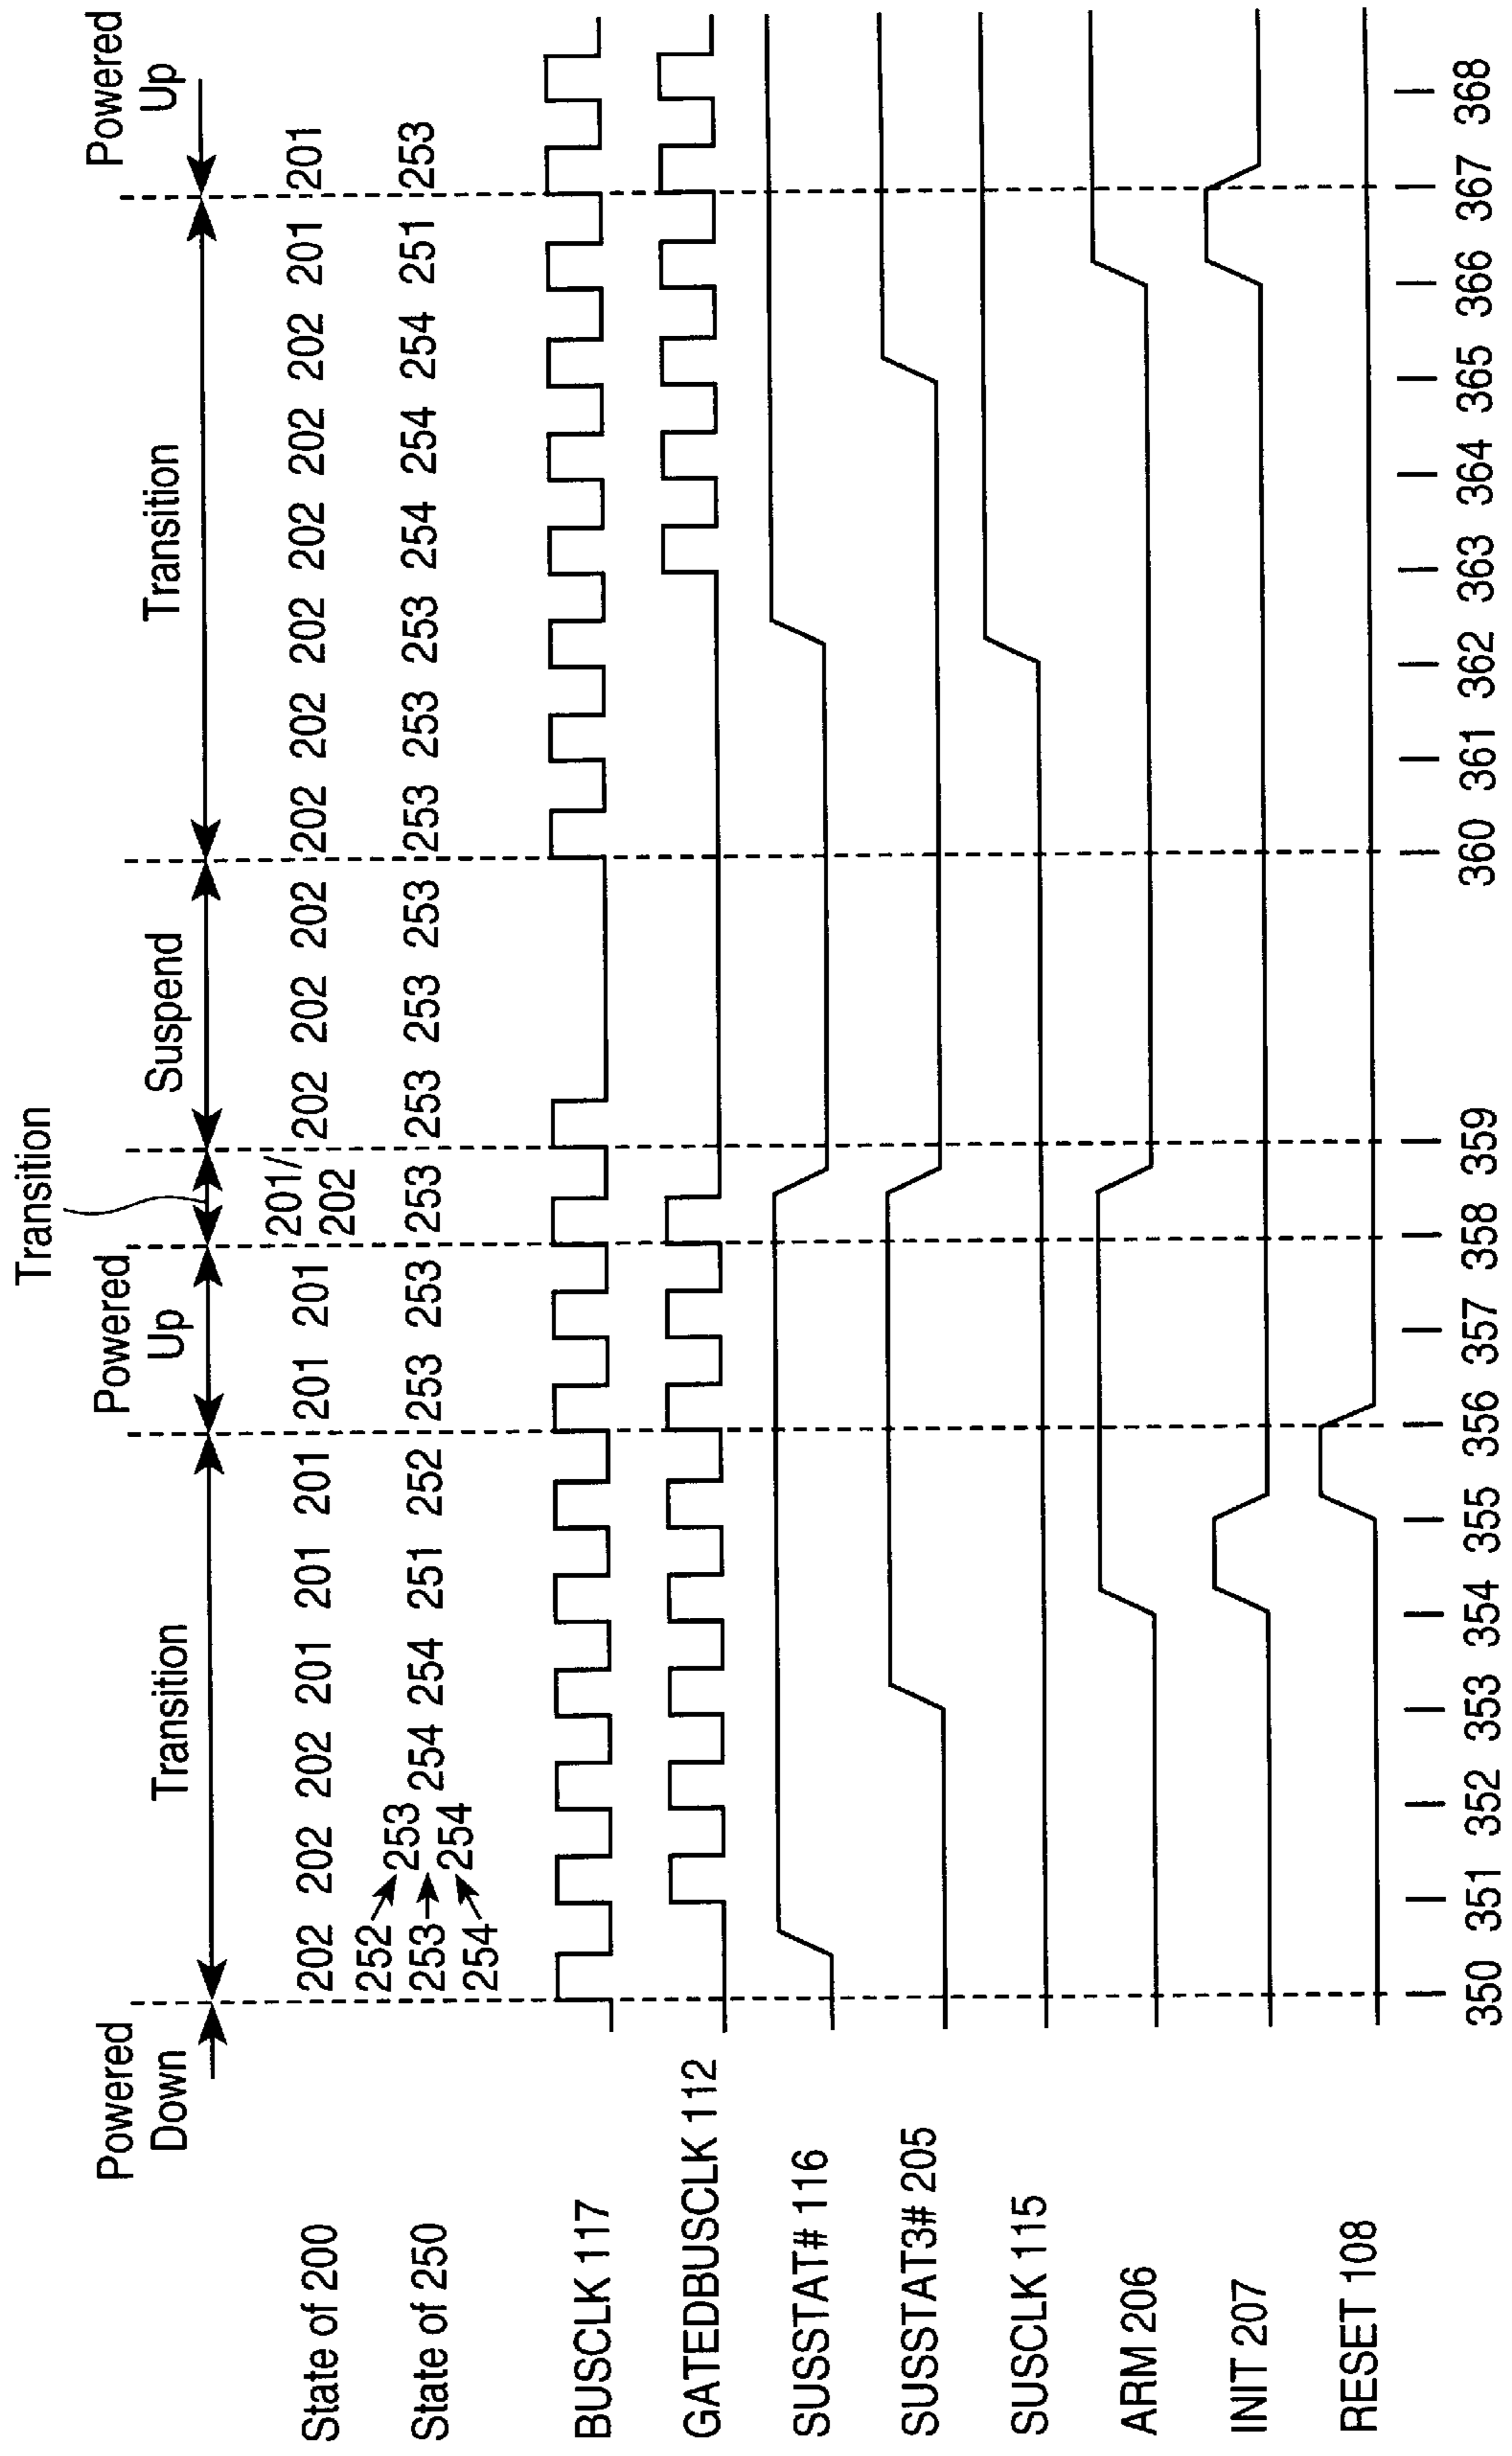 Powered Down
Transition
Powered Up
Transition
Suspend
Transition
Powered Up
State of 200
202 202 202 201 201 201 201 201 201/ 202 202 202 202 202 202 202 202 202 202 201 201
State of 250
252 253
253 254 254 251 252 253 253 253 253 253 253 253 253 253 254 254 254 251 253
254 254
BUSCLK 117
GATEDBUSCLK 112
SUSSTAT# 116
SUSSTAT3# 205
SUSCLK 115
ARM 206
INIT 207
RESET 108
350 351 352 353 354 355 356 357 358 359 360 361 362 363 364 365 366 367 368